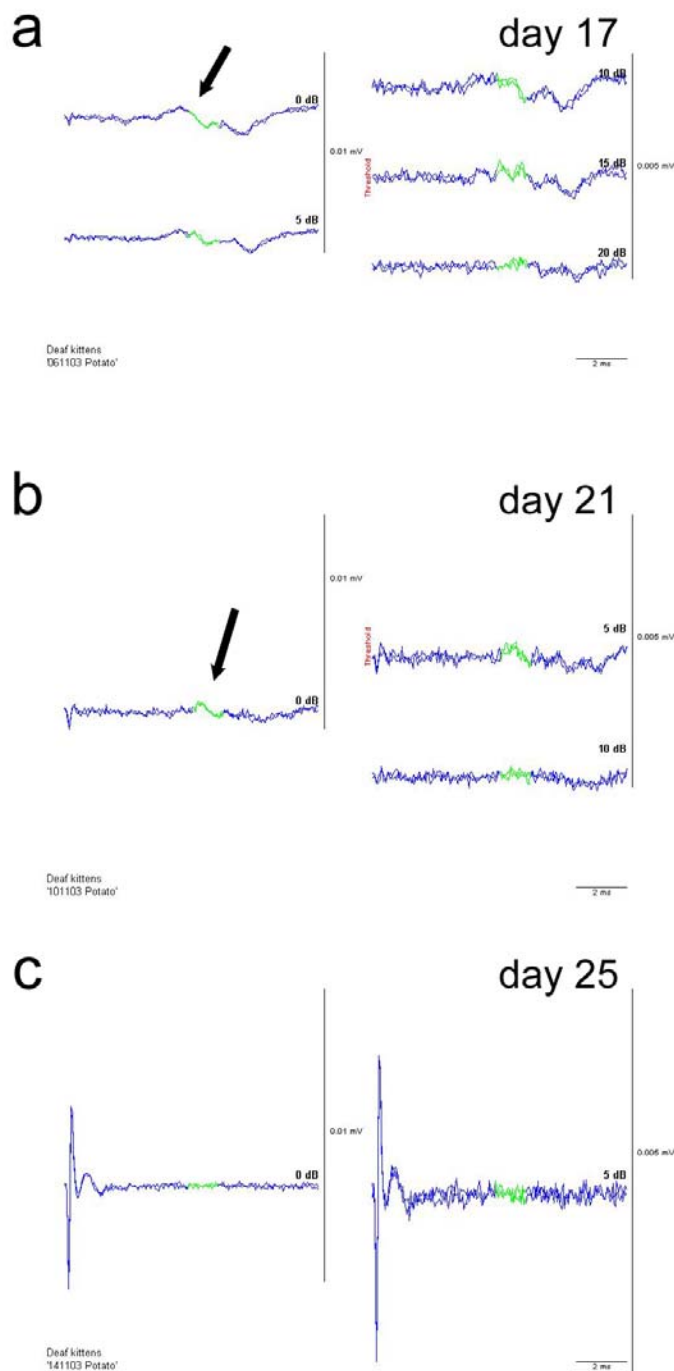 a
day 17
0 dB
5 dB
0.01 mV
10 dB
15 dB
20 dB
Threshold
0.005 mV
Deaf kittens
'061103 Potato'
2 ms
b
day 21
0.01 mV
0 dB
5 dB
10 dB
Threshold
0.005 mV
Deaf kittens
'101103 Potato'
2 ms
c
day 25
0.01 mV
0 dB
5 dB
0.005 mV
Deaf kittens
'141103 Potato'
2 ms